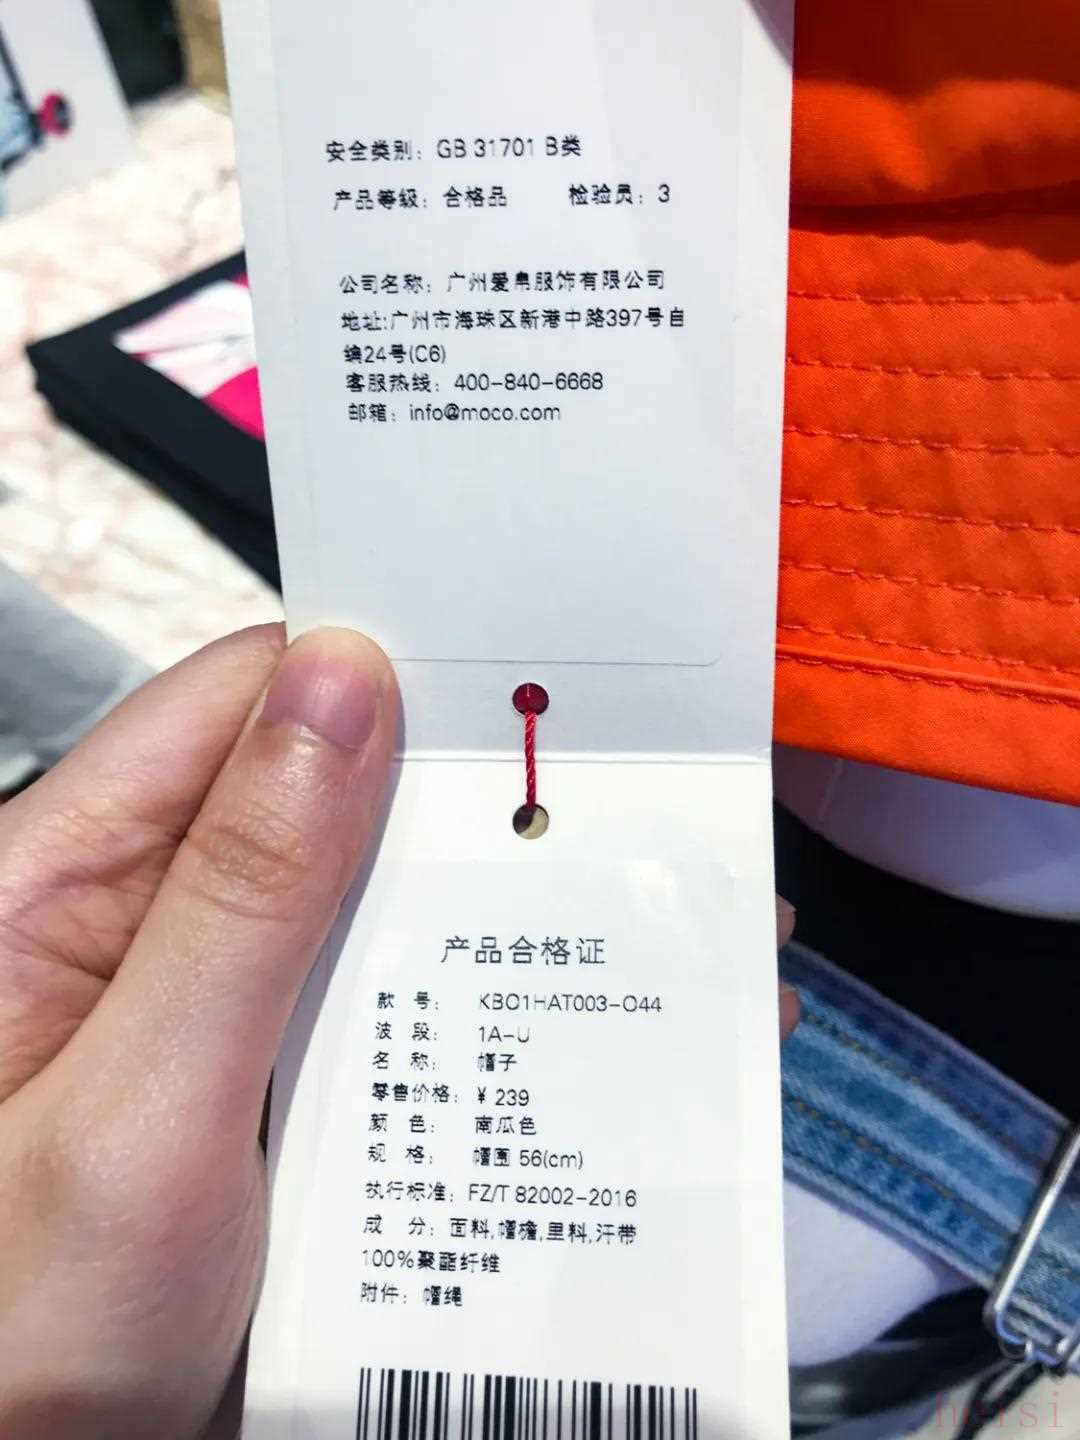 安全类别：GB 31701 B类
产品等级：合格品 检验员：3
公司名称：广州爱帛服饰有限公司
地址:广州市海珠区新港中路397号自
编24号(C6)
客服热线：400-840-6668
邮箱：info@moco.com
产品合格证
款 号： KBO1HAT003-O44
波 段： 1A-U
名 称： 帽子
零售价格：¥ 239
颜 色： 南瓜色
规 格： 帽围 56(cm)
执行标准：FZ/T 82002-2016
成 分：面料,帽檐,里料,汗带
100%聚酯纤维
附件：帽绳